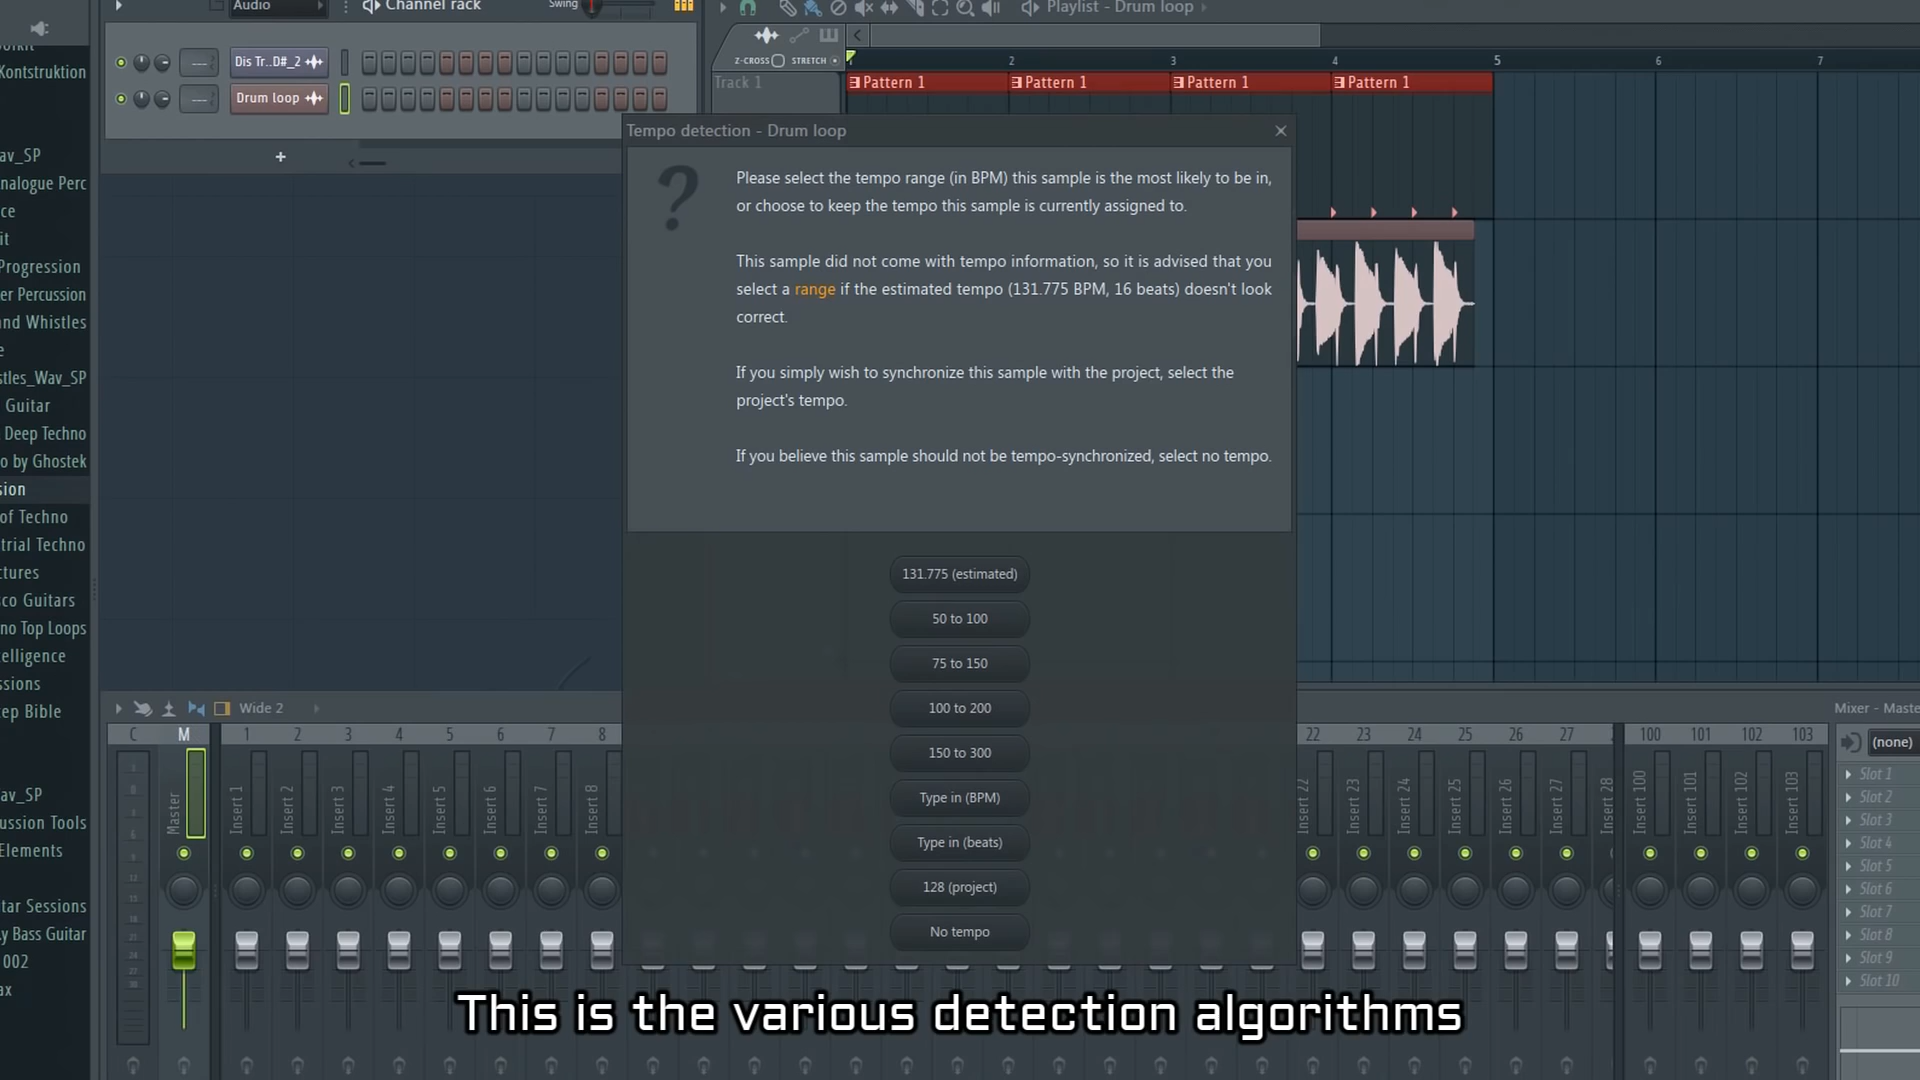 Audio
Channel rack
Swing
Playlist - Drum loop
Kontstruktion
Dis Tr..D#_2
Z-CROSS
STRETCH
2
3
4
5
6
7
Track 1
Pattern 1
Pattern 1
Pattern 1
Pattern 1
Drum loop
Tempo detection - Drum loop
av_SP
nalogue Perc
ce
it
Progression
er Percussion
and Whistles
e
stles_Wav_SP
Guitar
Deep Techno
o by Ghostek
sion
of Techno
strial Techno
tures
sco Guitars
no Top Loops
elligence
ssions
tep Bible
av_SP
ussion Tools
Elements
tar Sessions
Ay Bass Guitar
002
ax
Please select the tempo range (in BPM) this sample is the most likely to be in,
or choose to keep the tempo this sample is currently assigned to.
This sample did not come with tempo information, so it is advised that you
select a range if the estimated tempo (131.775 BPM, 16 beats) doesn't look
correct.
If you simply wish to synchronize this sample with the project, select the
project's tempo.
If you believe this sample should not be tempo-synchronized, select no tempo.
131.775 (estimated)
50 to 100
75 to 150
100 to 200
150 to 300
Type in (BPM)
Type in (beats)
128 (project)
No tempo
Wide 2
C M 1 2 3 4 5 6 7 8
22 23 24 25 26 27 100 101 102 103
Master
Insert 1
Insert 2
Insert 3
Insert 4
Insert 5
Insert 6
Insert 7
Insert 8
Insert 22
Insert 23
Insert 24
Insert 25
Insert 26
Insert 27
28
Insert 100
Insert 101
Insert 102
Insert 103
Mixer - Maste
(none)
Slot 1
Slot 2
Slot 3
Slot 4
Slot 5
Slot 6
Slot 7
Slot 8
Slot 9
Slot 10
This is the various detection algorithms